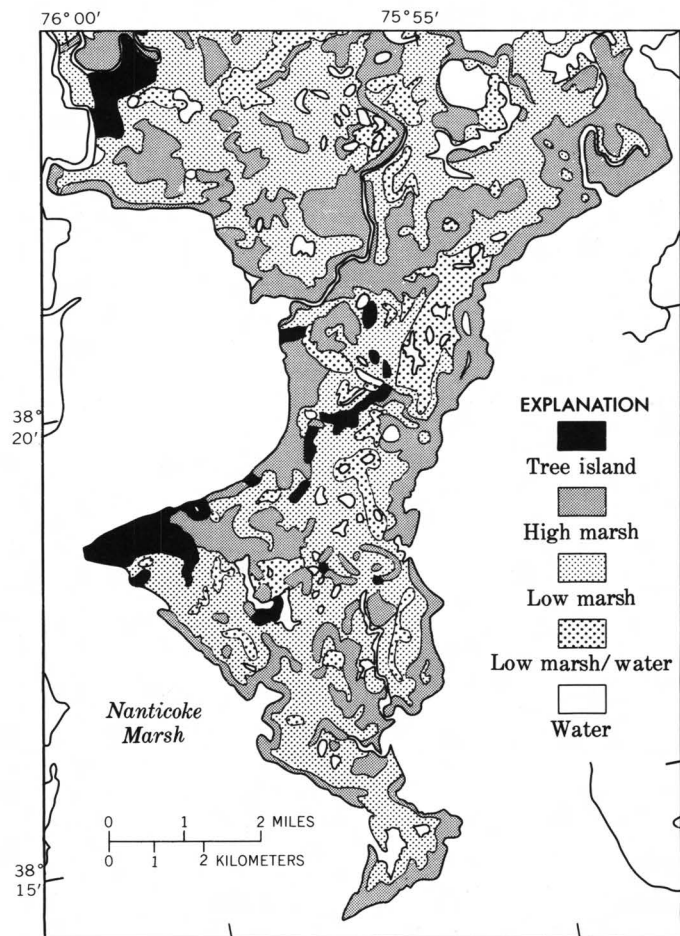 76° 00′ 75° 55′
38°
20′
EXPLANATION
Tree island
High marsh
Low marsh
Low marsh/water
Water
Nanticoke
Marsh
0 1 2 MILES
0 1 2 KILOMETERS
38°
15′